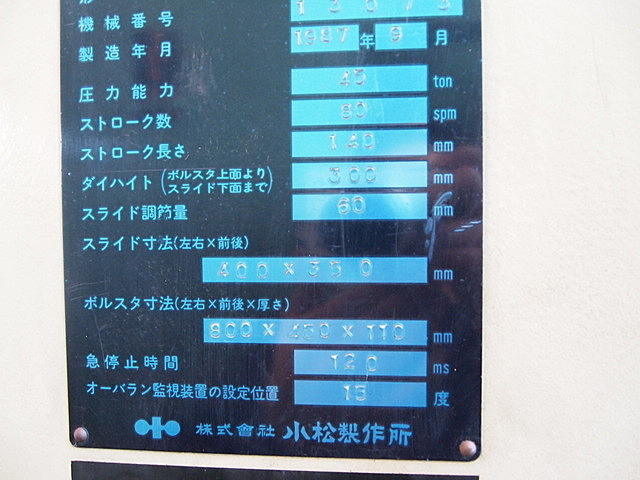 機械番号 13073
製造年月 1987年9月
圧力能力 45 ton
ストローク数 80 spm
ストローク長さ 140 mm
ダイハイト(ボルスタ上面よりスライド下面まで) 300 mm
スライド調節量 60 mm
スライド寸法(左右×前後)
400×350 mm
ボルスタ寸法(左右×前後×厚さ)
800×450×110 mm
急停止時間 120 ms
オーバラン監視装置の設定位置 15 度
株式會社 小松製作所